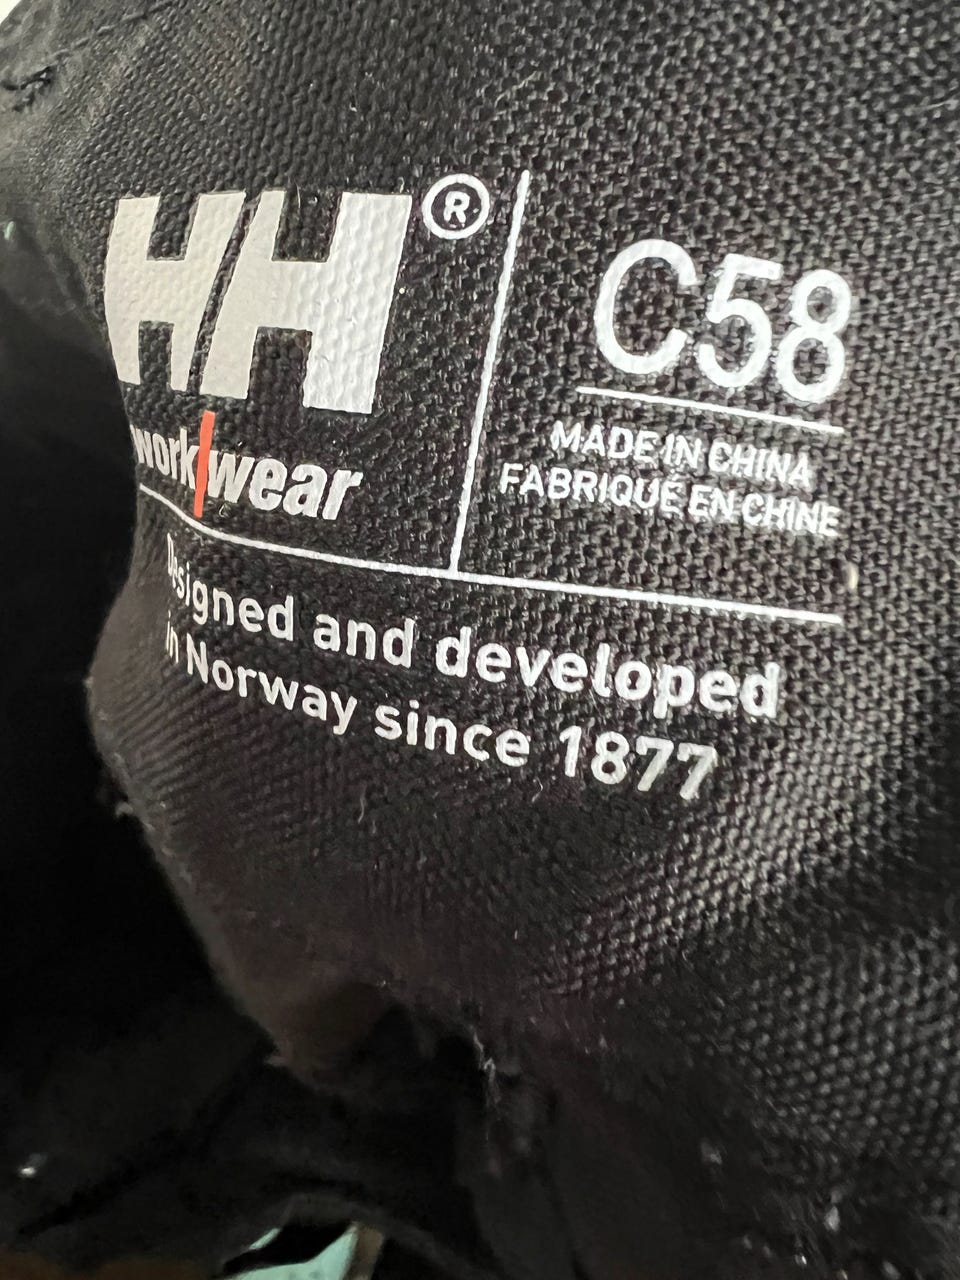 HH®
work/wear
C58
MADE IN CHINA
FABRIQUÉ EN CHINE
Designed and developed
in Norway since 1877